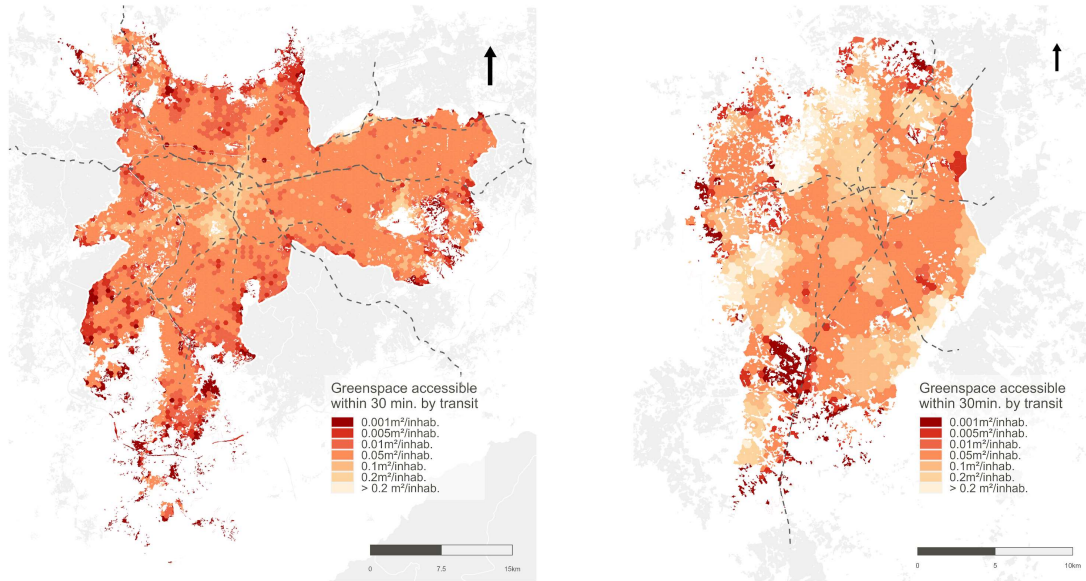 Greenspace accessible
within 30 min. by transit
0.001m²/inhab.
0.005m²/inhab.
0.01m²/inhab.
0.05m²/inhab.
0.1m²/inhab.
0.2m²/inhab.
> 0.2 m²/inhab.
0 7.5 15km
Greenspace accessible
within 30min. by transit
0.001m²/inhab.
0.005m²/inhab.
0.01m²/inhab.
0.05m²/inhab.
0.1m²/inhab.
0.2m²/inhab.
> 0.2 m²/inhab.
0 5 10km